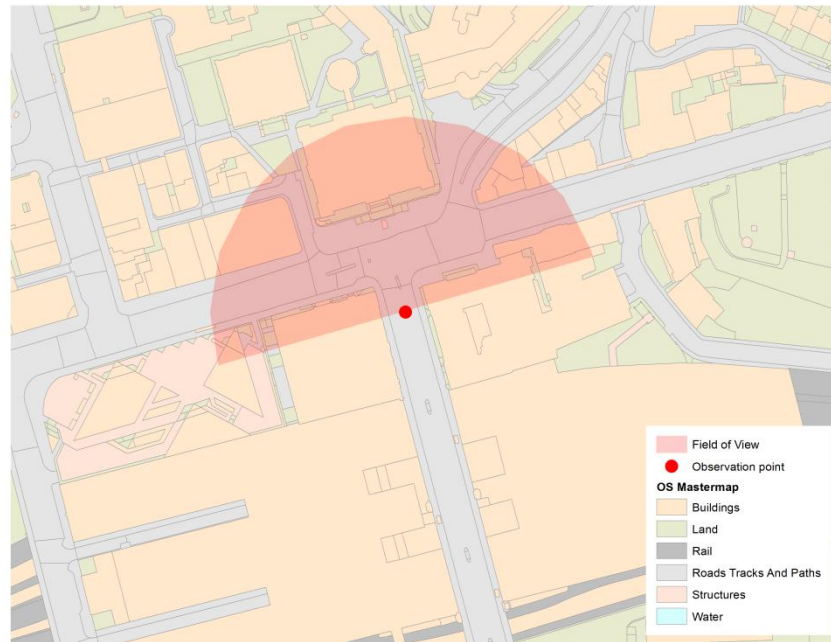 Field of View
Observation point
OS Mastermap
Buildings
Land
Rail
Roads Tracks And Paths
Structures
Water